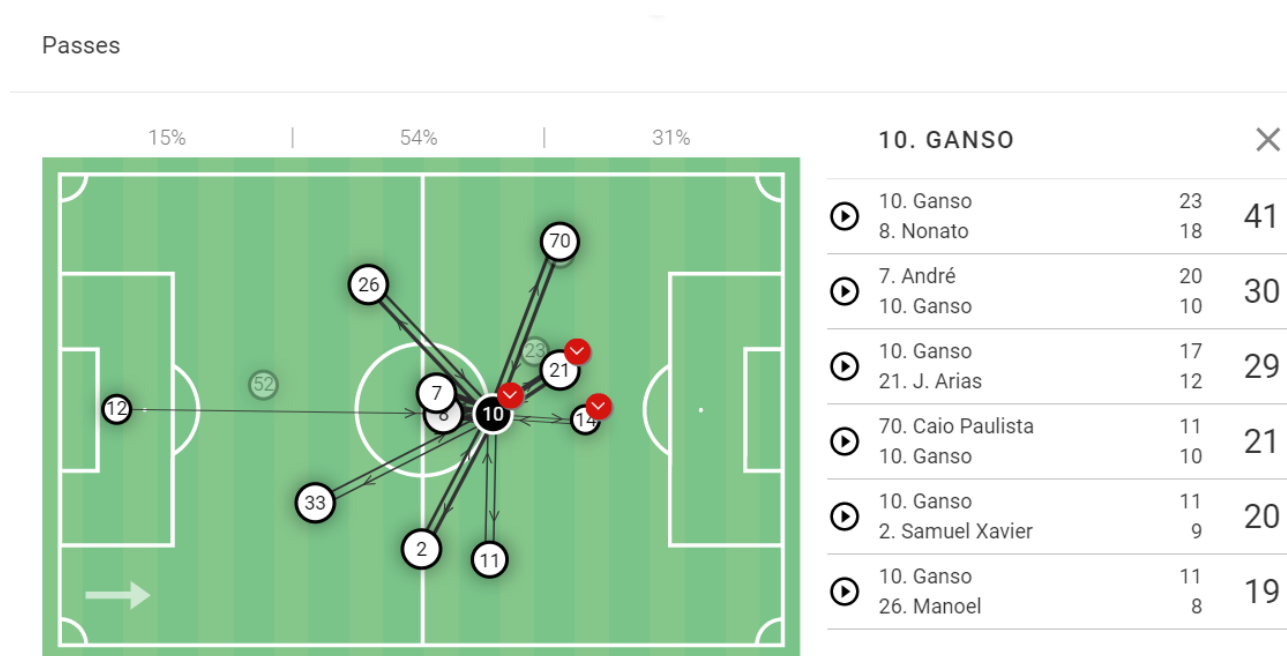 Passes
15% | 54% | 31%
70
26
23
21
52
7
12
8
10
14
33
2
11
10. GANSO
10. Ganso 23
8. Nonato 18
41
7. André 20
10. Ganso 10
30
10. Ganso 17
21. J. Arias 12
29
70. Caio Paulista 11
10. Ganso 10
21
10. Ganso 11
2. Samuel Xavier 9
20
10. Ganso 11
26. Manoel 8
19